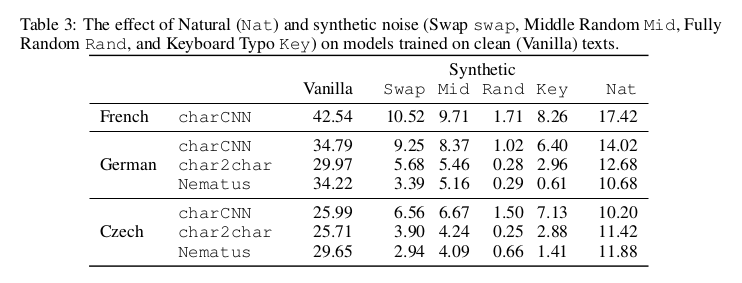 Table 3: The effect of Natural (Nat) and synthetic noise (Swap swap, Middle Random Mid, Fully
Random Rand, and Keyboard Typo Key) on models trained on clean (Vanilla) texts.
Synthetic
Vanilla Swap Mid Rand Key Nat
French charCNN 42.54 10.52 9.71 1.71 8.26 17.42
charCNN 34.79 9.25 8.37 1.02 6.40 14.02
German char2char 29.97 5.68 5.46 0.28 2.96 12.68
Nematus 34.22 3.39 5.16 0.29 0.61 10.68
charCNN 25.99 6.56 6.67 1.50 7.13 10.20
Czech char2char 25.71 3.90 4.24 0.25 2.88 11.42
Nematus 29.65 2.94 4.09 0.66 1.41 11.88